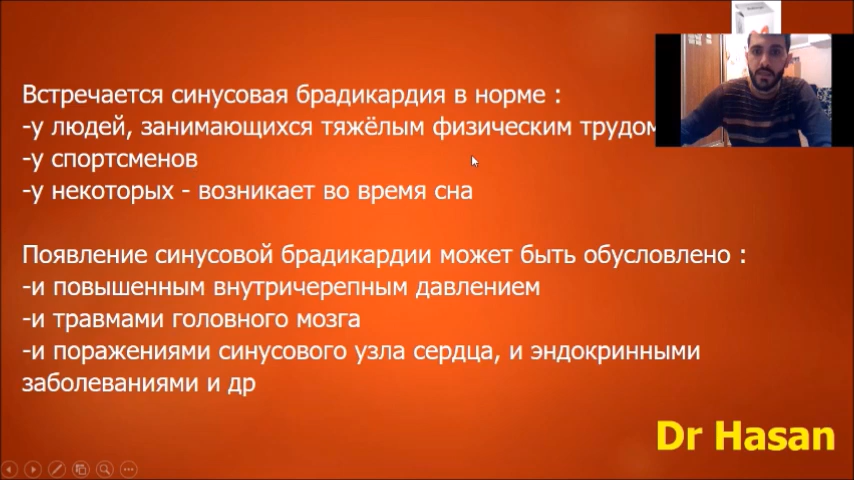 Встречается синусовая брадикардия в норме :
-у людей, занимающихся тяжёлым физическим трудом
-у спортсменов
-у некоторых - возникает во время сна
Появление синусовой брадикардии может быть обусловлено :
-и повышенным внутричерепным давлением
-и травмами головного мозга
-и поражениями синусового узла сердца, и эндокринными
заболеваниями и др
Dr Hasan